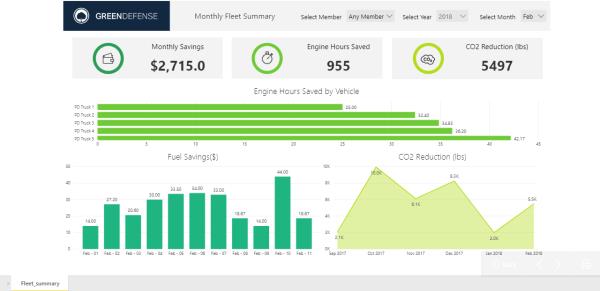 GREENDEFENSE
Monthly Fleet Summary
Select Member Any Member
Select Year 2018
Select Month Feb
Monthly Savings
$2,715.0
Engine Hours Saved
955
CO2 Reduction (lbs)
5497
Engine Hours Saved by Vehicle
PD Truck 1 25.00
PD Truck 2 32.40
PD Truck 3 34.83
PD Truck 4 36.20
PD Truck 5 42.17
0 5 10 15 20 25 30 35 40 45
Fuel Savings($)
50
40
30
20
10
0
14.00 27.20 20.60 30.00 33.50 34.00 33.00 18.67 14.00 44.00 18.67
Feb - 01 Feb - 02 Feb - 03 Feb - 04 Feb - 05 Feb - 06 Feb - 07 Feb - 08 Feb - 09 Feb - 10 Feb - 11
CO2 Reduction (lbs)
10K
8K
6K
4K
2K
0K
2.1K 10.0K 6.1K 8.3K 2.0K 5.5K
Sep 2017 Oct 2017 Nov 2017 Dec 2017 Jan 2018 Feb 2018
Fleet_summary